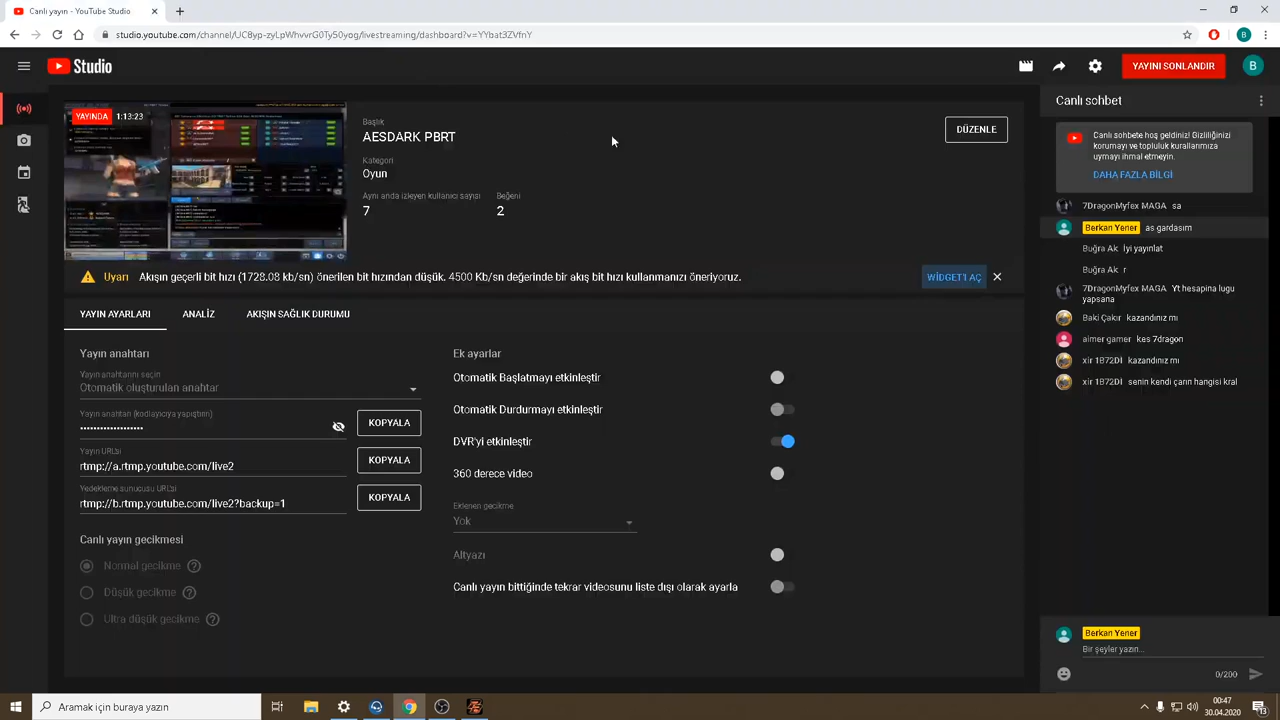 Canlı yayın - YouTube Studio
studio.youtube.com/channel/UC8yp-zyLpWhvvrG0Ty50yog/livestreaming/dashboard?v=YYbat3ZVfnY
B
Studio
YAYINI SONLANDIR
B
YAYINDA 1:13:23
Başlık
AESDARK PBRT
DÜZENLE
Kategori
Oyun
Aynı anda izleyen kullanıcı sayısı
Beğeni
7
2
Uyarı Akışın geçerli bit hızı (1728.08 kb/sn) önerilen bit hızından düşük. 4500 Kb/sn değerinde bir akış bit hızı kullanmanızı öneriyoruz.
WİDGET'I AÇ
YAYIN AYARLARI
ANALİZ
AKIŞIN SAĞLIK DURUMU
Yayın anahtarı
Yayın anahtarını seçin
Otomatik oluşturulan anahtar
Yayın anahtarı (kodlayıcıya yapıştırın)
KOPYALA
Yayın URL'si
rtmp://a.rtmp.youtube.com/live2
KOPYALA
Yedekleme sunucusu URL'si
rtmp://b.rtmp.youtube.com/live2?backup=1
KOPYALA
Canlı yayın gecikmesi
Normal gecikme
Düşük gecikme
Ultra düşük gecikme
Ek ayarlar
Otomatik Başlatmayı etkinleştir
Otomatik Durdurmayı etkinleştir
DVR'yi etkinleştir
360 derece video
Eklenen gecikme
Yok
Altyazı
Canlı yayın bittiğinde tekrar videosunu liste dışı olarak ayarla
Canlı sohbet
Canlı sohbete hoş geldiniz! Gizliliğinizi
korumayı ve topluluk kurallarımıza
uymayı ihmal etmeyin.
DAHA FAZLA BİLGİ
7DragonMyfex MAGA sa
Berkan Yener as gardasım
Buğra Ak İyi yayınlat
Buğra Ak r
7DragonMyfex MAGA Yt hesapina lugu
yapsana
Baki Çakır kazandınız mı
aimer gamer kes 7dragon
xir 1872Dİ kazandınız mı
xir 1872Dİ senin kendi çarın hangisi kral
Berkan Yener
Bir şeyler yazın...
0/200
Aramak için buraya yazın
00:47
30.04.2020
13